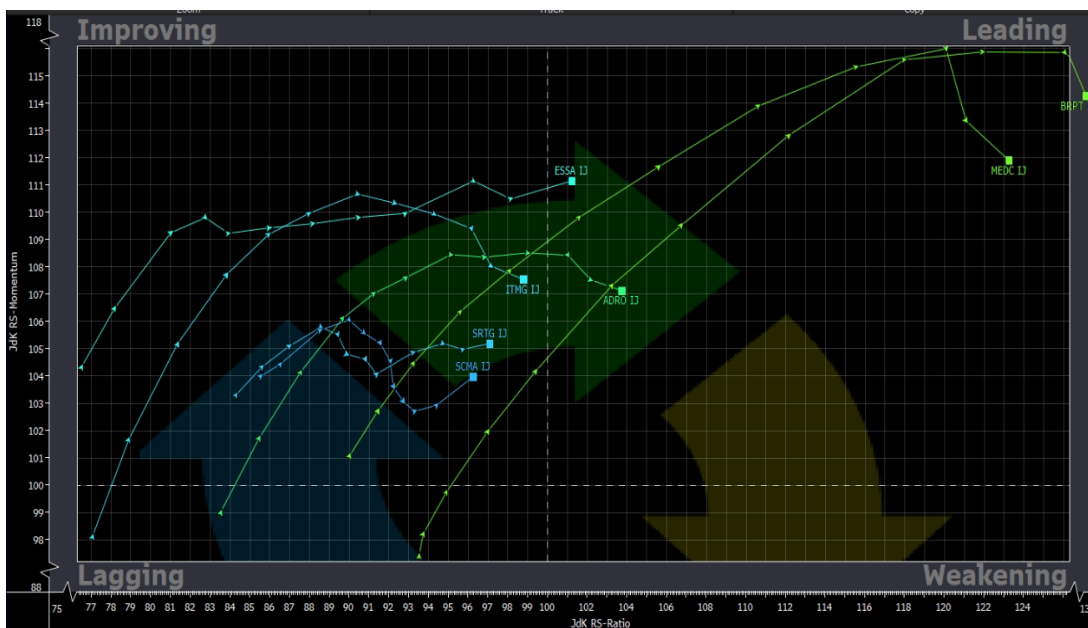 Zoom Track Copy
118 Improving Leading
115
114
113
112
111
110
109
108
107
106
105
104
103
102
101
100
99
98
88
JdK RS-Momentum
BRPT
MEDC IJ
ESSA IJ
ITMG IJ
ADRO IJ
SRTG IJ
SCMA IJ
Lagging Weakening
75 77 78 79 80 81 82 83 84 85 86 87 88 89 90 91 92 93 94 95 96 97 98 99 100 102 104 106 108 110 112 114 116 118 120 122 124
JdK RS-Ratio